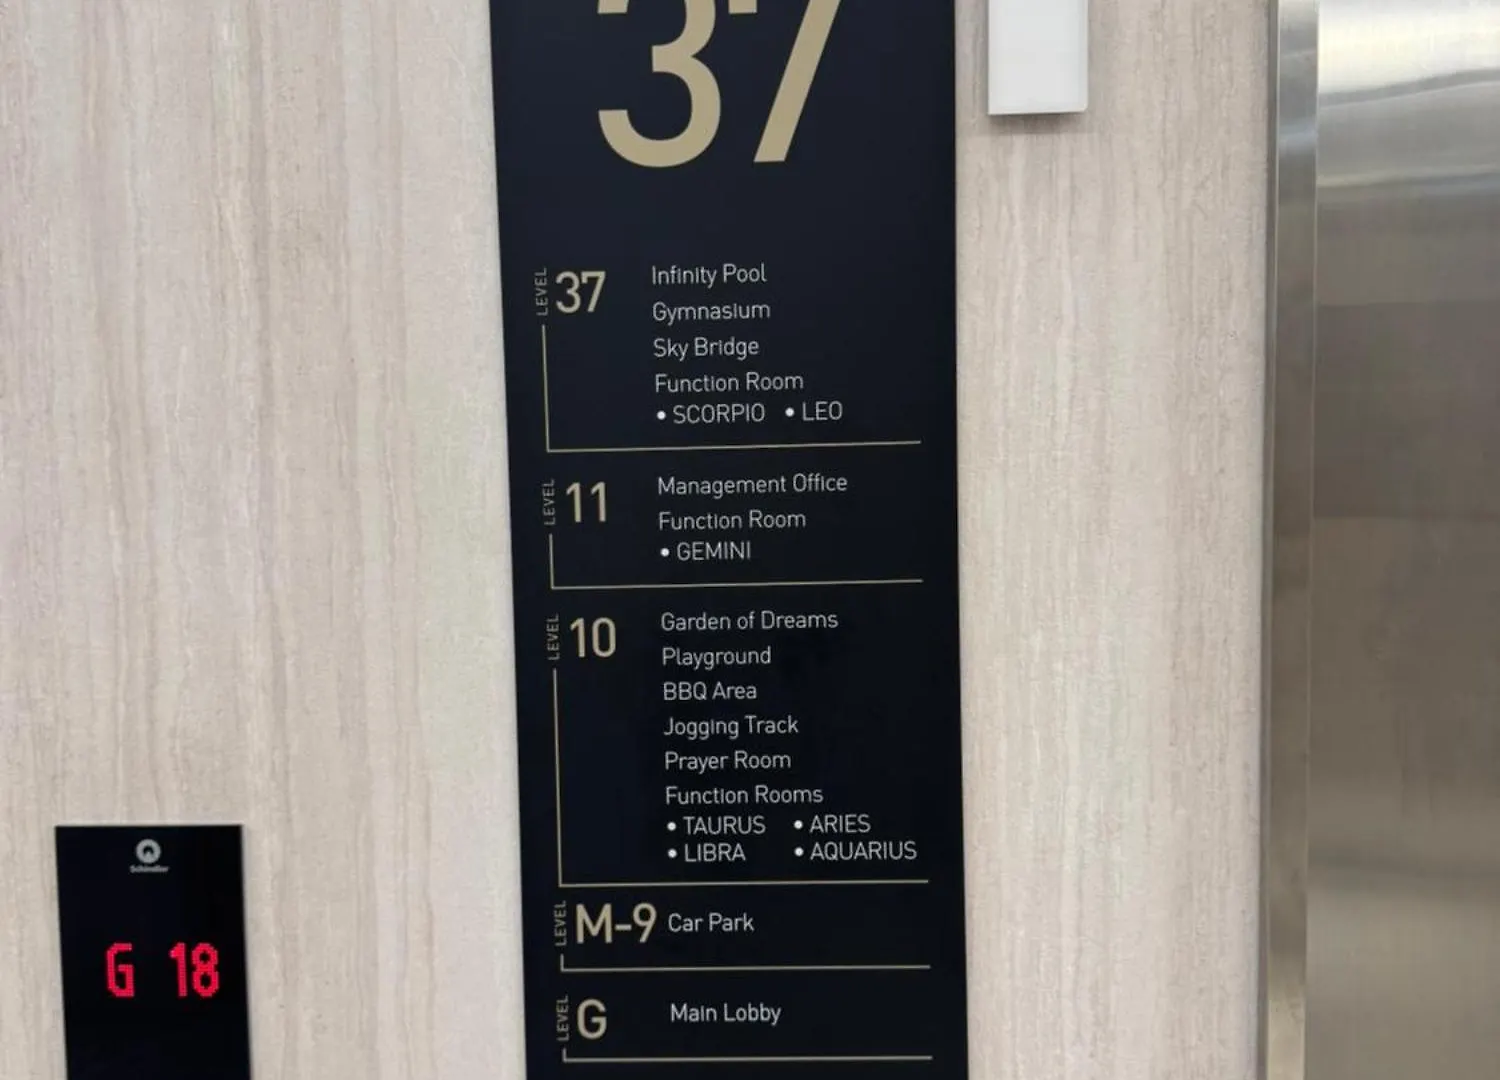 37
LEVEL 37 Infinity Pool
Gymnasium
Sky Bridge
Function Room
• SCORPIO • LEO
LEVEL 11 Management Office
Function Room
• GEMINI
LEVEL 10 Garden of Dreams
Playground
BBQ Area
Jogging Track
Prayer Room
Function Rooms
• TAURUS • ARIES
• LIBRA • AQUARIUS
LEVEL M-9 Car Park
LEVEL G Main Lobby
Schindler
G 18